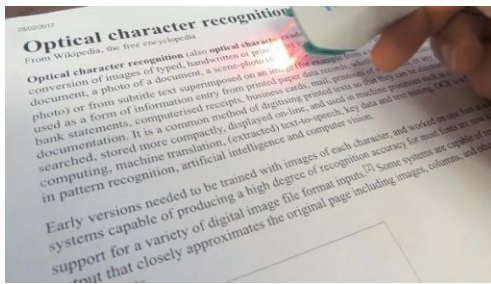 28/02/2017
Optical character recognition
From Wikipedia, the free encyclopedia
Optical character recognition (also optical charact
conversion of images of typed, handwritten or print
document, a photo of a document, a scene-photo
photo) or from subtitle text superimposed on an image (for example from a
used as a form of information entry from printed paper data records,
bank statements, computerised receipts, business cards, mail, printouts of
documentation. It is a common method of digitising printed texts so that they can be
searched, stored more compactly, displayed on-line, and used in machine processes such as
computing, machine translation, (extracted) text-to-speech, key data and text mining. OCR is a
in pattern recognition, artificial intelligence and computer vision.
Early versions needed to be trained with images of each character, and worked on one font at a
systems capable of producing a high degree of recognition accuracy for most fonts are now
support for a variety of digital image file format inputs.[2] Some systems are capable of
output that closely approximates the original page including images, columns, and other